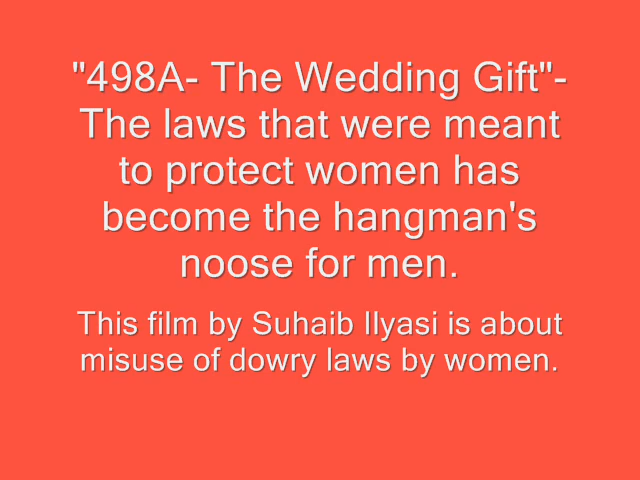 "498A- The Wedding Gift"-
The laws that were meant
to protect women has
become the hangman's
noose for men.
This film by Suhaib Ilyasi is about
misuse of dowry laws by women.